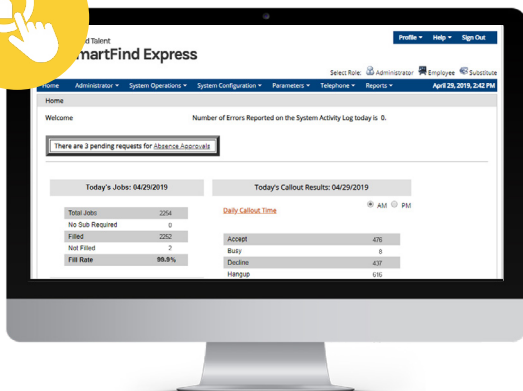 d Talent
Profile Help Sign Out
martFind Express
Select Role: Administrator Employee Substitute
Home Administrator System Operations System Configuration Parameters Telephone Reports April 29, 2019, 2:42 PM
Home
Welcome Number of Errors Reported on the System Activity Log today is 0.
There are 3 pending requests for Absence Approvals
Today's Jobs: 04/29/2019 Today's Callout Results: 04/29/2019
Daily Callout Time AM PM
Total Jobs 2254
No Sub Required 0
Filled 2252
Not Filled 2
Fill Rate 99.9%
Accept 476
Busy 8
Decline 437
Hangup 616